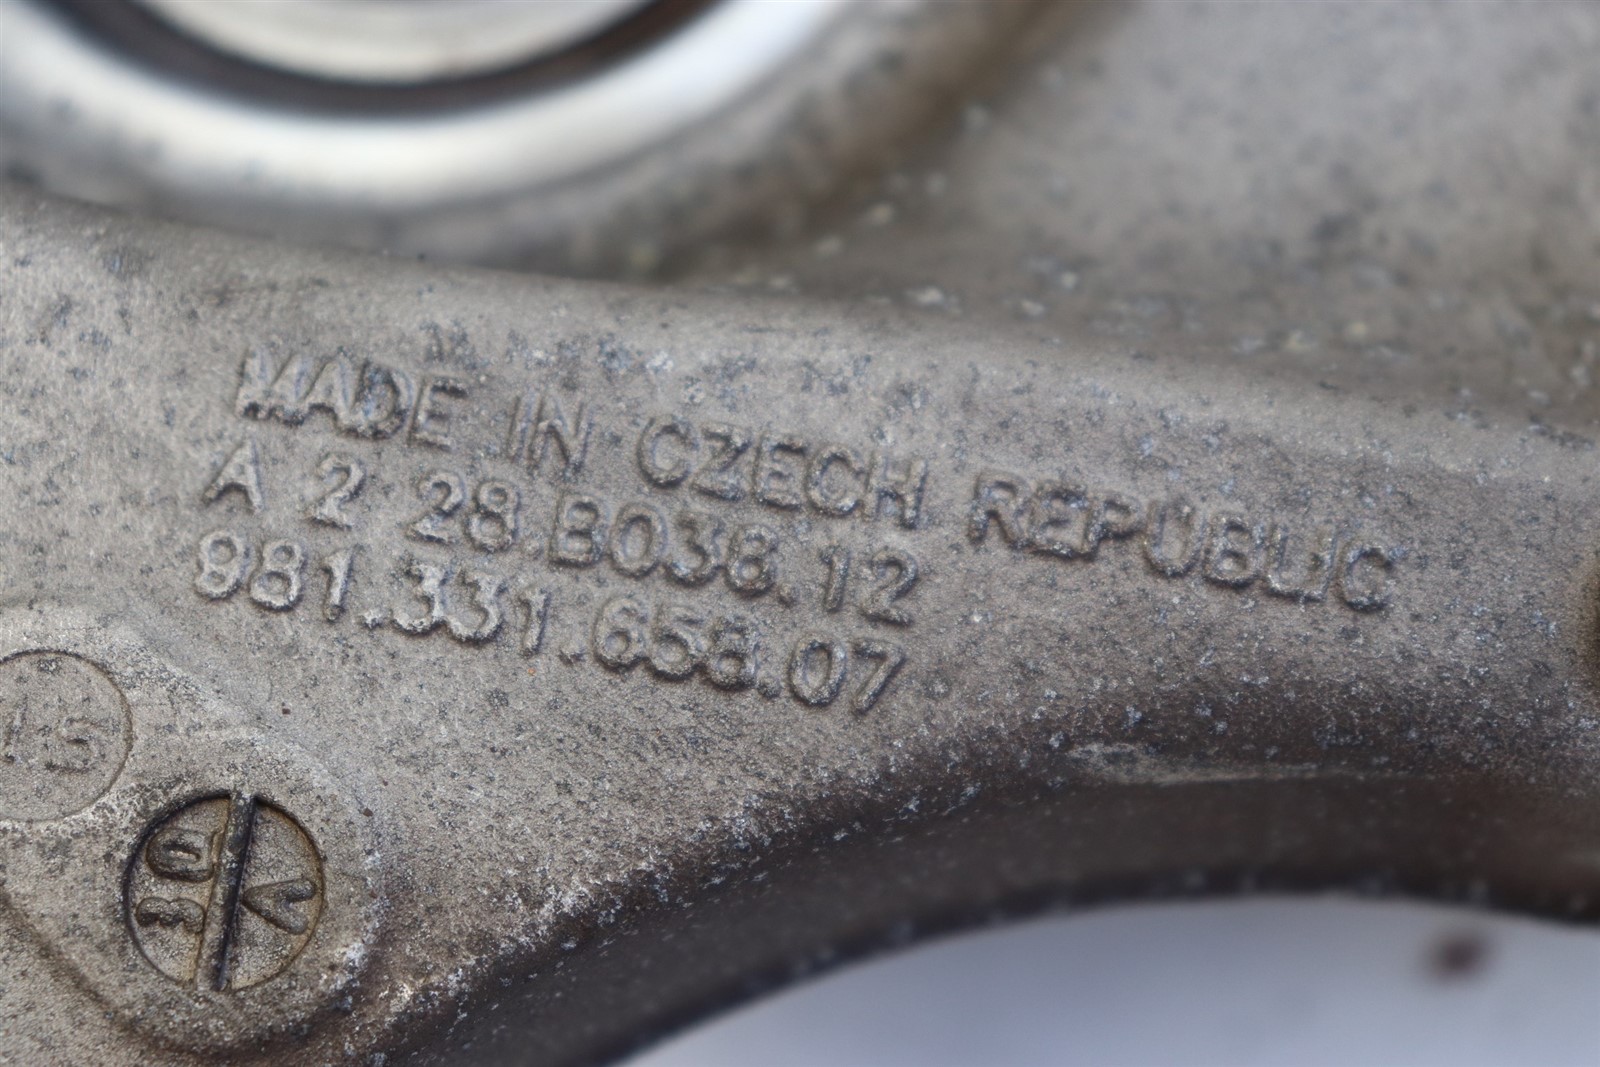 MADE IN CZECH REPUBLIC
A 2 28.B036.12
981.331.658.07